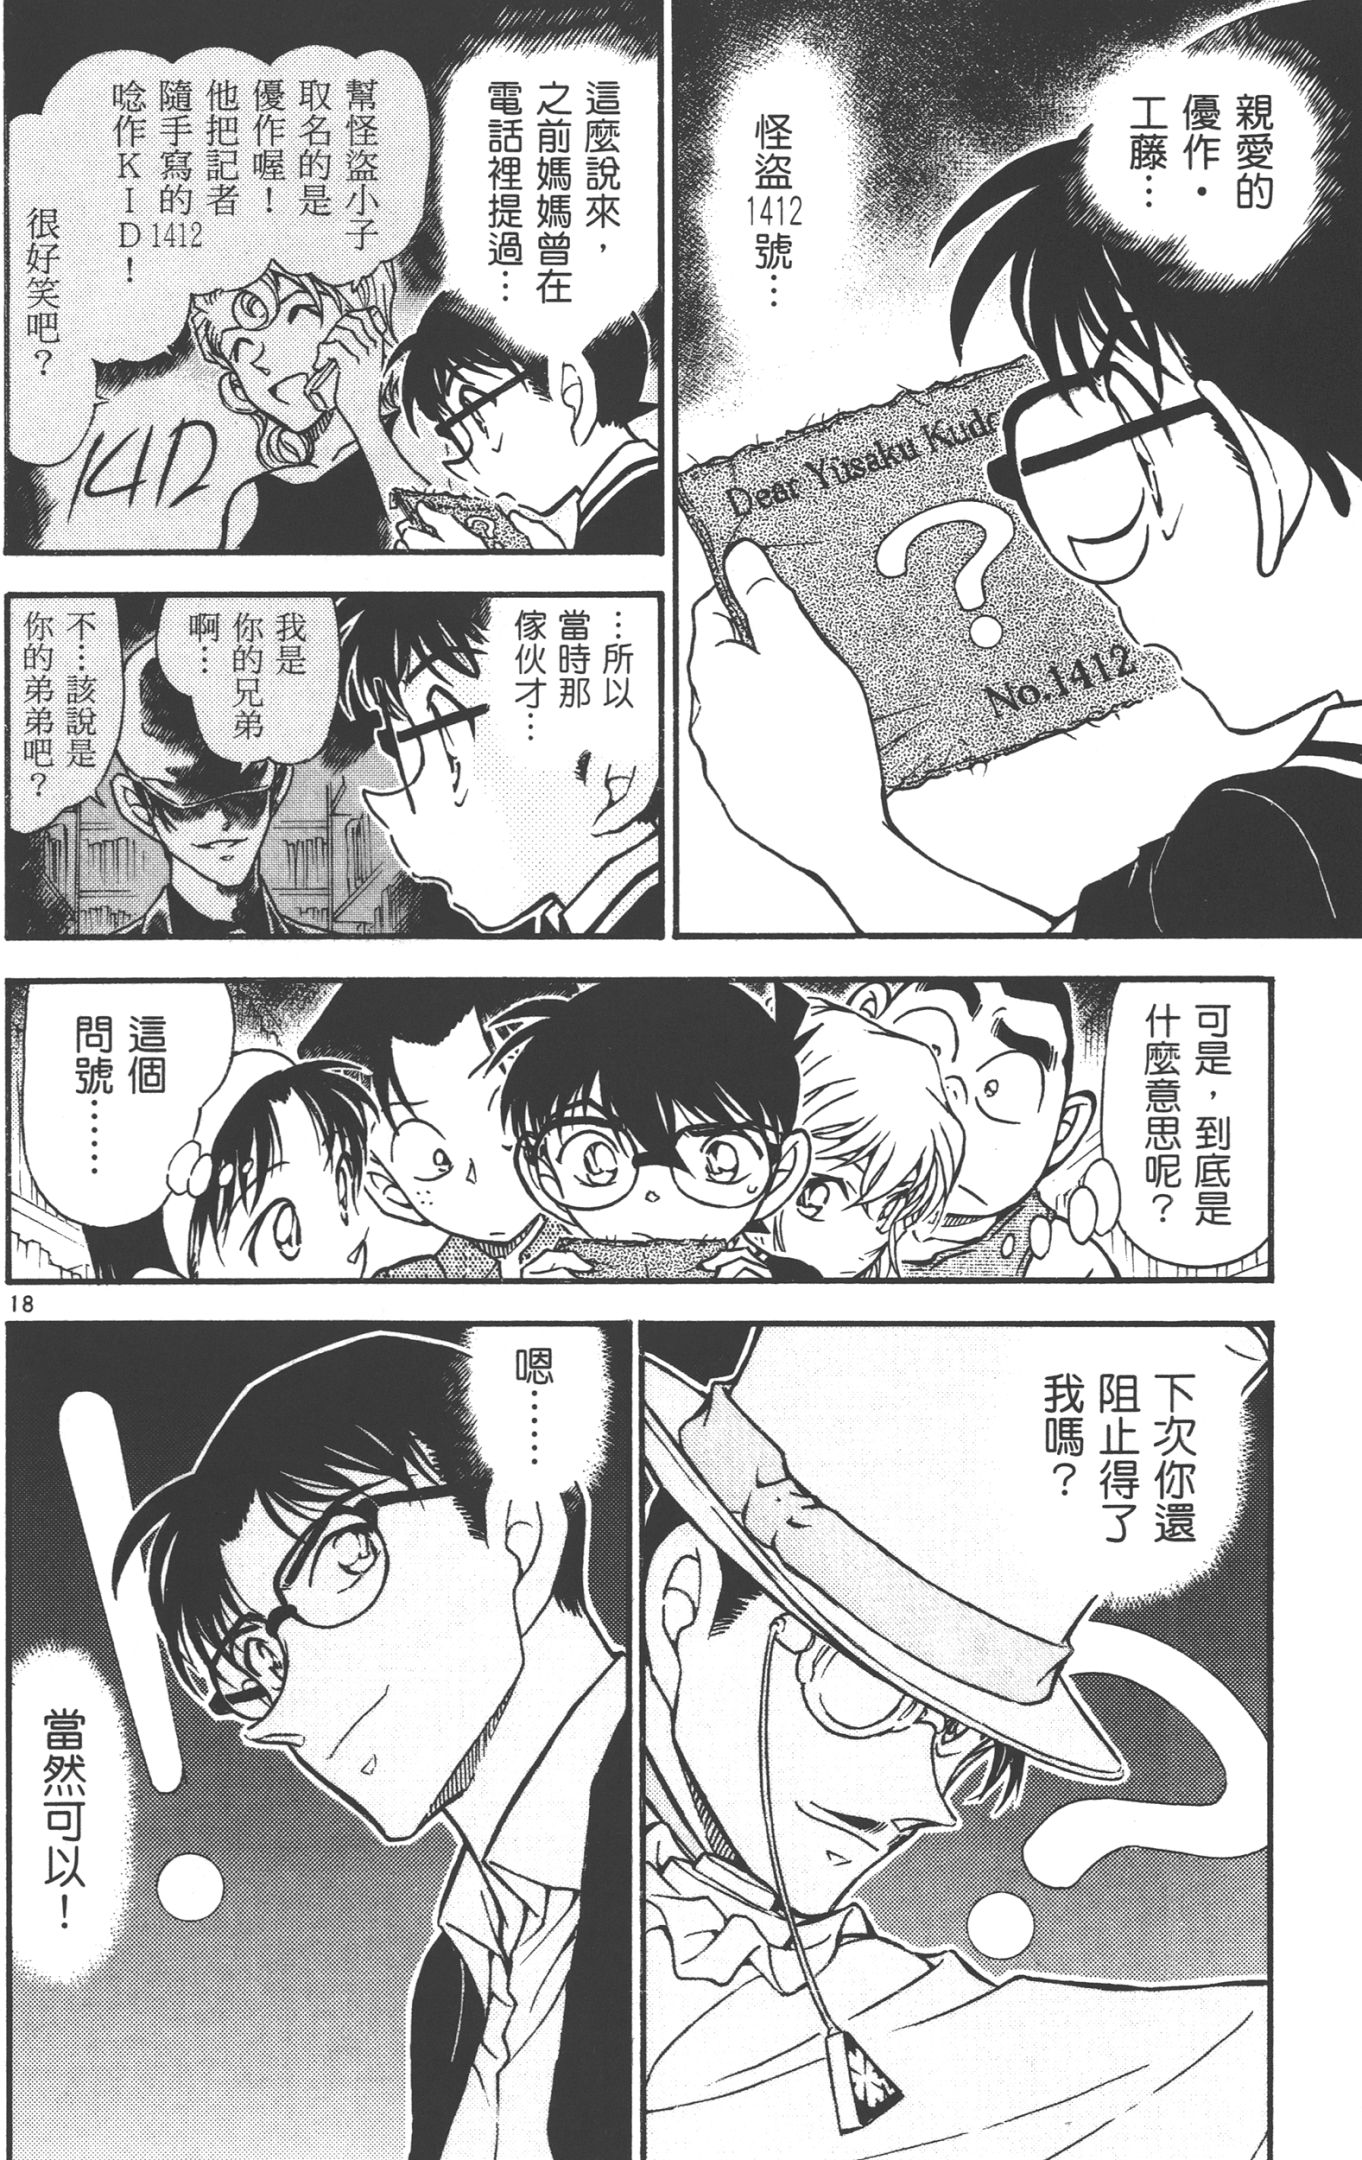 親愛的
優作・
工藤…
怪盜
1412
號…
Dear Yusaku Kudo
?
No.1412
這麼說來，
之前媽媽曾在
電話裡提過…
幫怪盜小子
取名的是
優作喔！
他把記者
隨手寫的1412
唸作KID！
很好笑吧？
KID
…所以
當時那
傢伙才…
我是
你的兄弟
啊…
不…該說是
你的弟弟吧？
可是，到底是
什麼意思呢？
這個
問號……
18
下次你還
阻止得了
我嗎？
?
嗯……
!
當然可以！